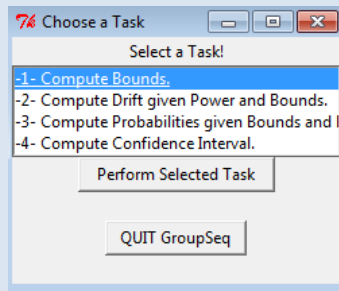 Choose a Task
Select a Task!
-1- Compute Bounds.
-2- Compute Drift given Power and Bounds.
-3- Compute Probabilities given Bounds and
-4- Compute Confidence Interval.
Perform Selected Task
QUIT GroupSeq